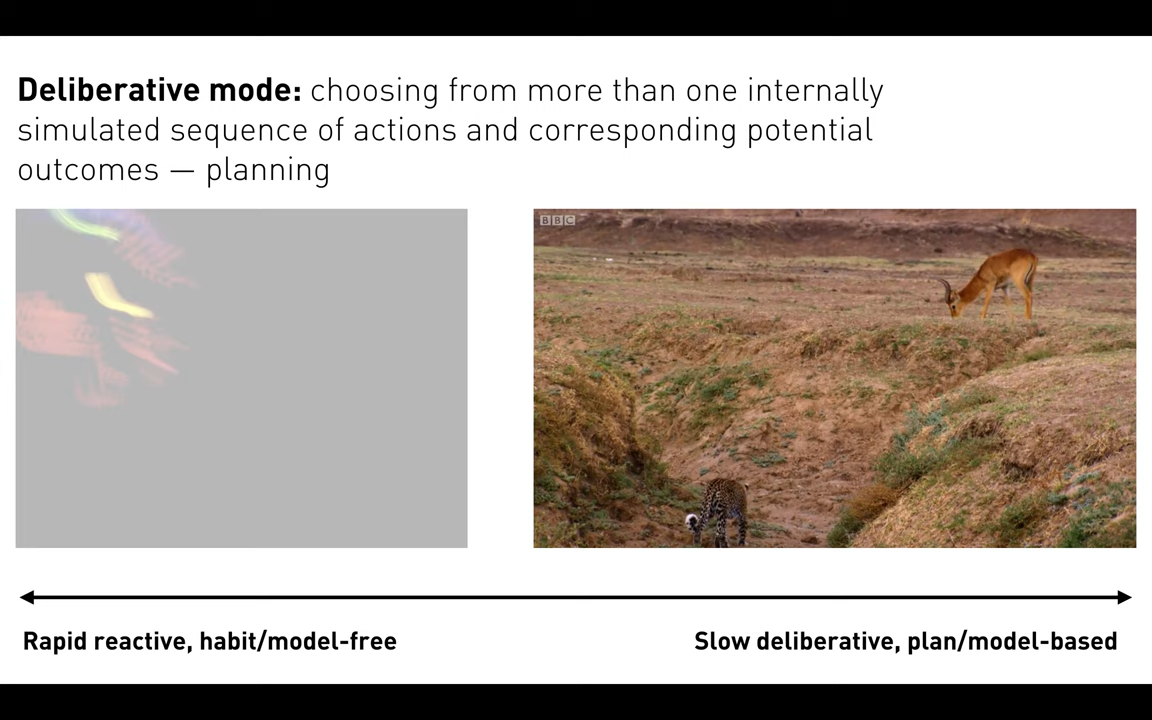 Deliberative mode: choosing from more than one internally
simulated sequence of actions and corresponding potential
outcomes — planning
BBC
Rapid reactive, habit/model-free
Slow deliberative, plan/model-based